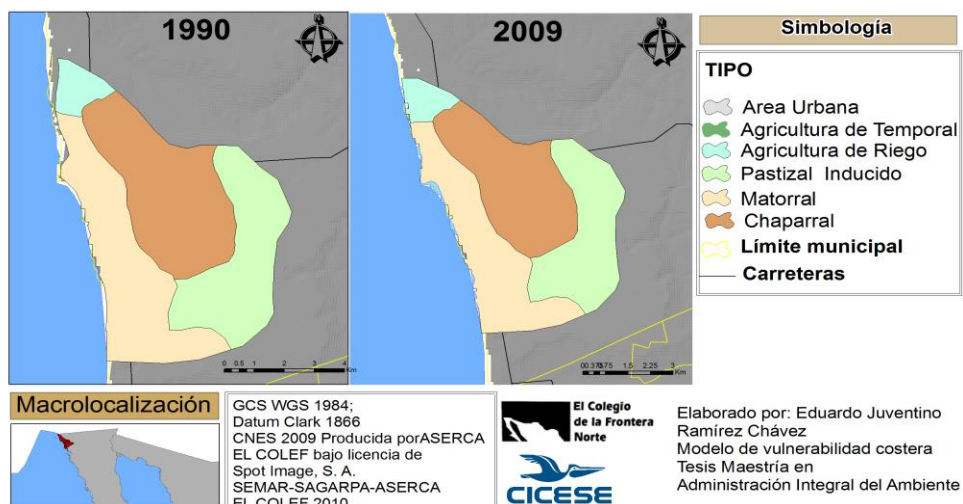 1990
2009
Simbología
TIPO
Area Urbana
Agricultura de Temporal
Agricultura de Riego
Pastizal Inducido
Matorral
Chaparral
Límite municipal
Carreteras
0 0.5 1 2 3 4
Km
00.375.75 1.5 2.25 3
Km
Macrolocalización
GCS WGS 1984;
Datum Clark 1866
CNES 2009 Producida porASERCA
EL COLEF bajo licencia de
Spot Image, S. A.
SEMAR-SAGARPA-ASERCA
EL COLEF 2010
El Colegio
de la Frontera
Norte
CICESE
Elaborado por: Eduardo Juventino
Ramírez Chávez
Modelo de vulnerabilidad costera
Tesis Maestría en
Administración Integral del Ambiente